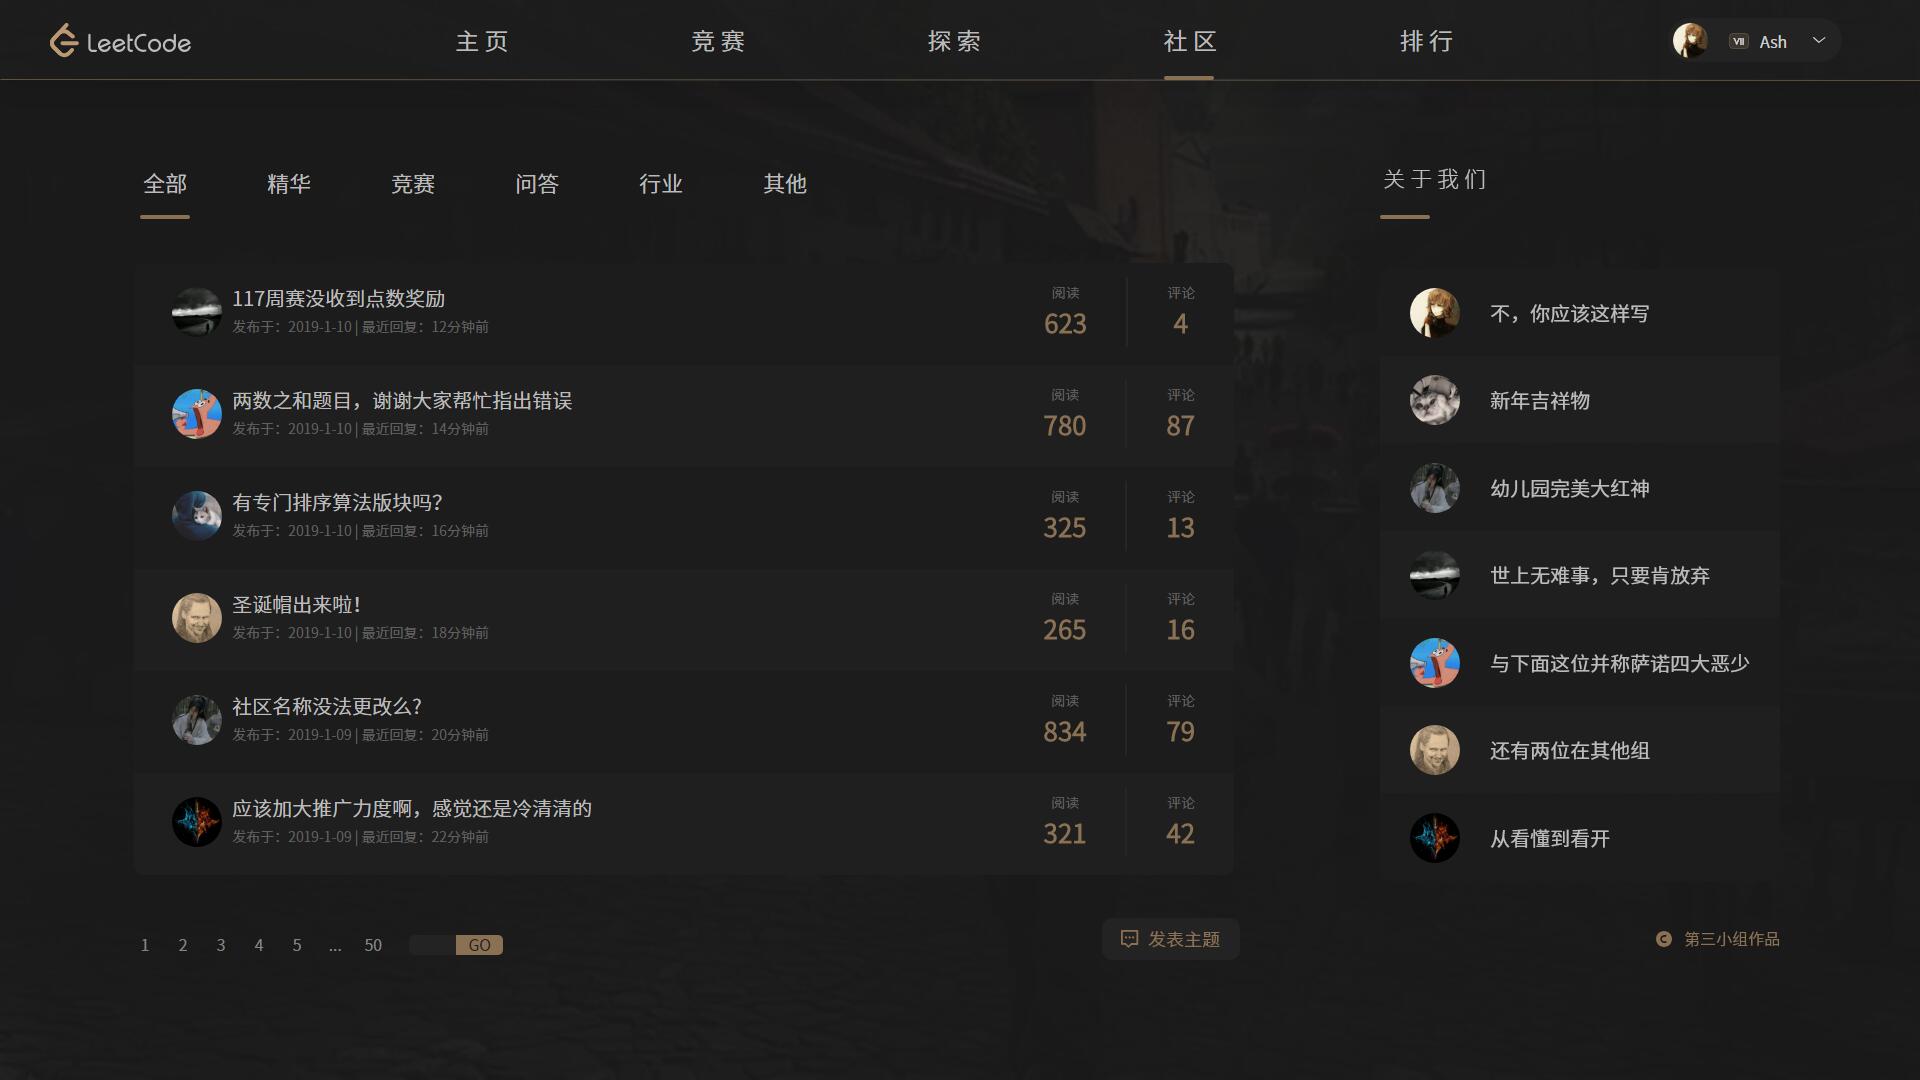 LeetCode
主页
竞赛
探索
社区
排行
VII
Ash
全部
精华
竞赛
问答
行业
其他
关于我们
117周赛没收到点数奖励
发布于：2019-1-10 | 最近回复：12分钟前
阅读
623
评论
4
两数之和题目，谢谢大家帮忙指出错误
发布于：2019-1-10 | 最近回复：14分钟前
阅读
780
评论
87
有专门排序算法版块吗？
发布于：2019-1-10 | 最近回复：16分钟前
阅读
325
评论
13
圣诞帽出来啦！
发布于：2019-1-10 | 最近回复：18分钟前
阅读
265
评论
16
社区名称没法更改么？
发布于：2019-1-09 | 最近回复：20分钟前
阅读
834
评论
79
应该加大推广力度啊，感觉还是冷清清的
发布于：2019-1-09 | 最近回复：22分钟前
阅读
321
评论
42
不，你应该这样写
新年吉祥物
幼儿园完美大红神
世上无难事，只要肯放弃
与下面这位并称萨诺四大恶少
还有两位在其他组
从看懂到看开
1 2 3 4 5 ... 50 GO
发表主题
C 第三小组作品